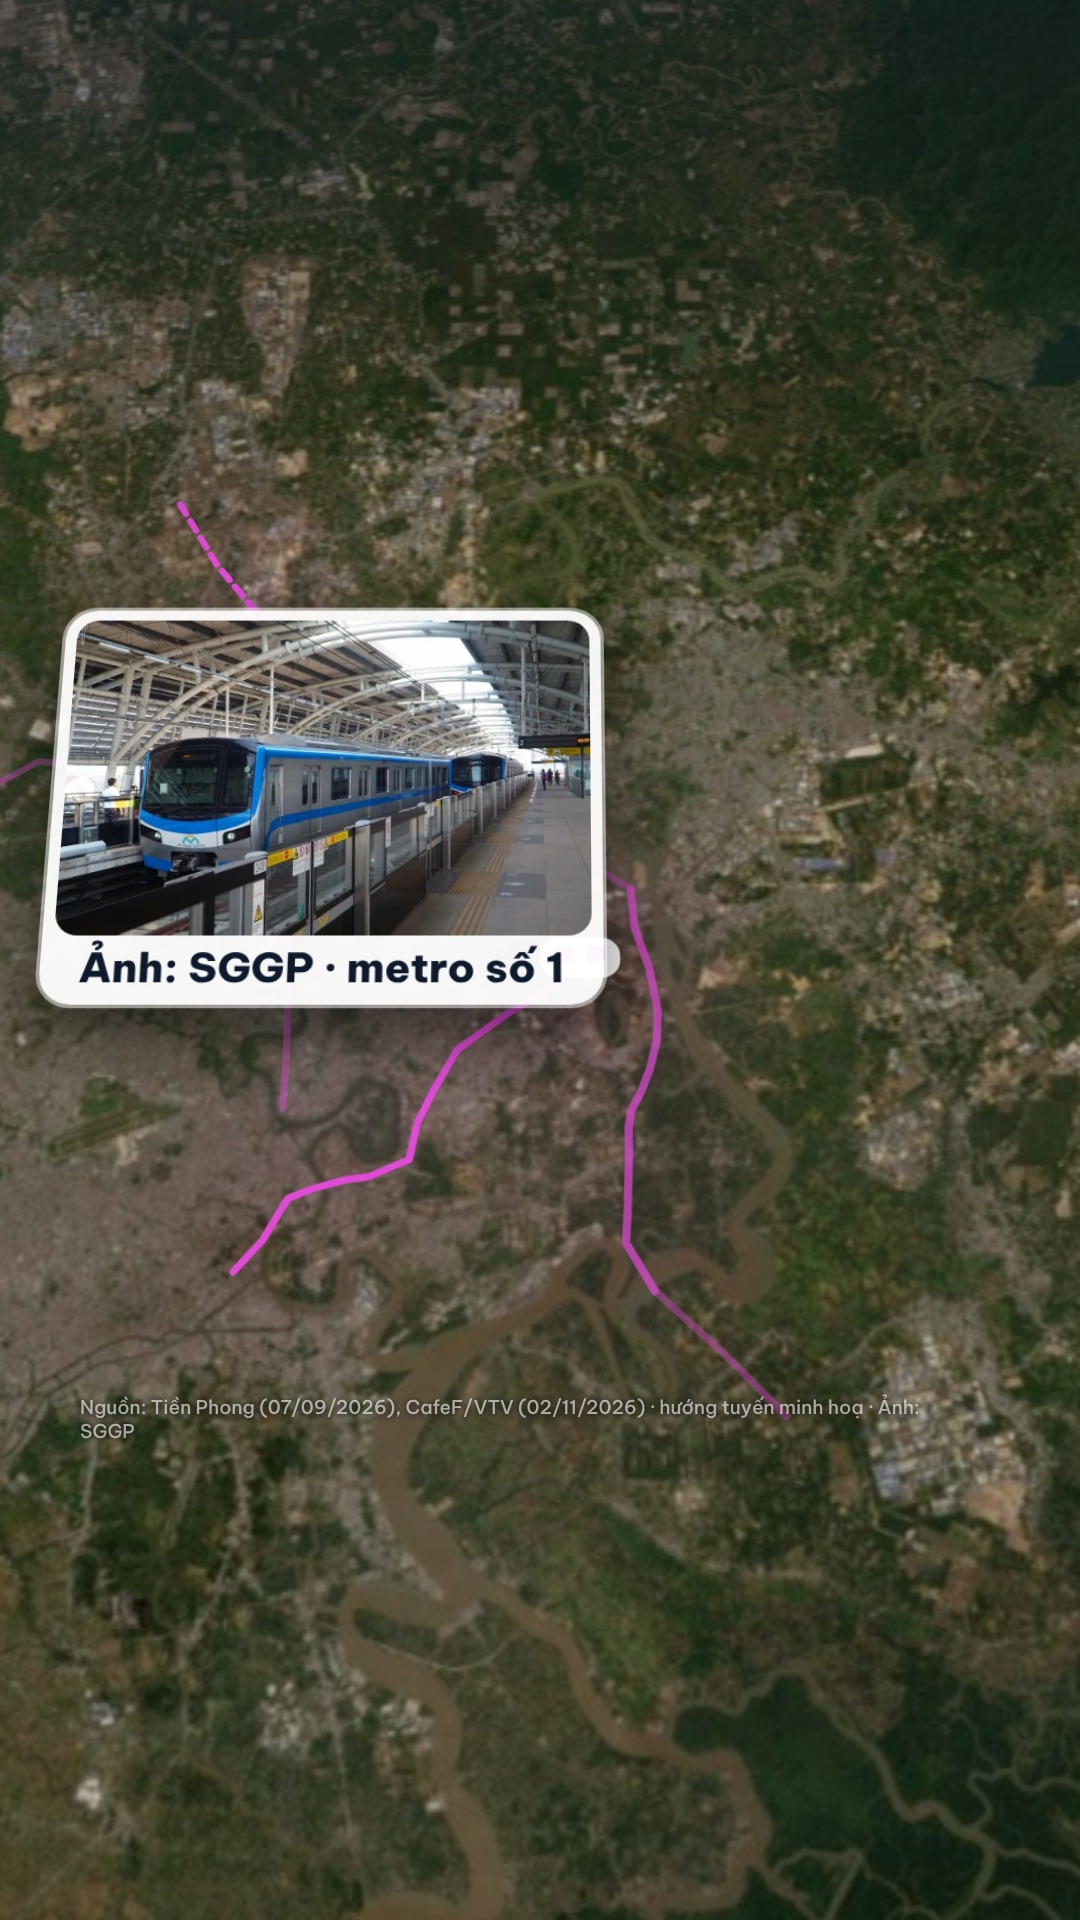 Ảnh: SGGP · metro số 1
Nguồn: Tiền Phong (07/09/2026), CafeF/VTV (02/11/2026) · hướng tuyến minh hoạ · Ảnh:
SGGP